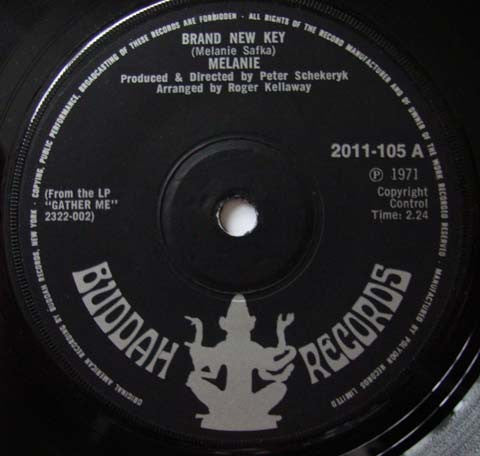 BRAND NEW KEY
(Melanie Safka)
MELANIE
Produced & Directed by Peter Schekeryk
Arranged by Roger Kellaway
2011-105 A
Ⓟ 1971
Copyright
Control
Time: 2.24
(From the LP
"GATHER ME"
2322-002)
BUDDAH RECORDS
ORIGINAL AMERICAN RECORDING BY BUDDAH RECORDS, NEW YORK · COPYING, PUBLIC PERFORMANCE, BROADCASTING OF THESE RECORDS ARE FORBIDDEN · ALL RIGHTS OF THE RECORD MANUFACTURER AND OF OWNER OF THE WORK RECORDED RESERVED · MANUFACTURED BY POLYDOR RECORDS LIMITED